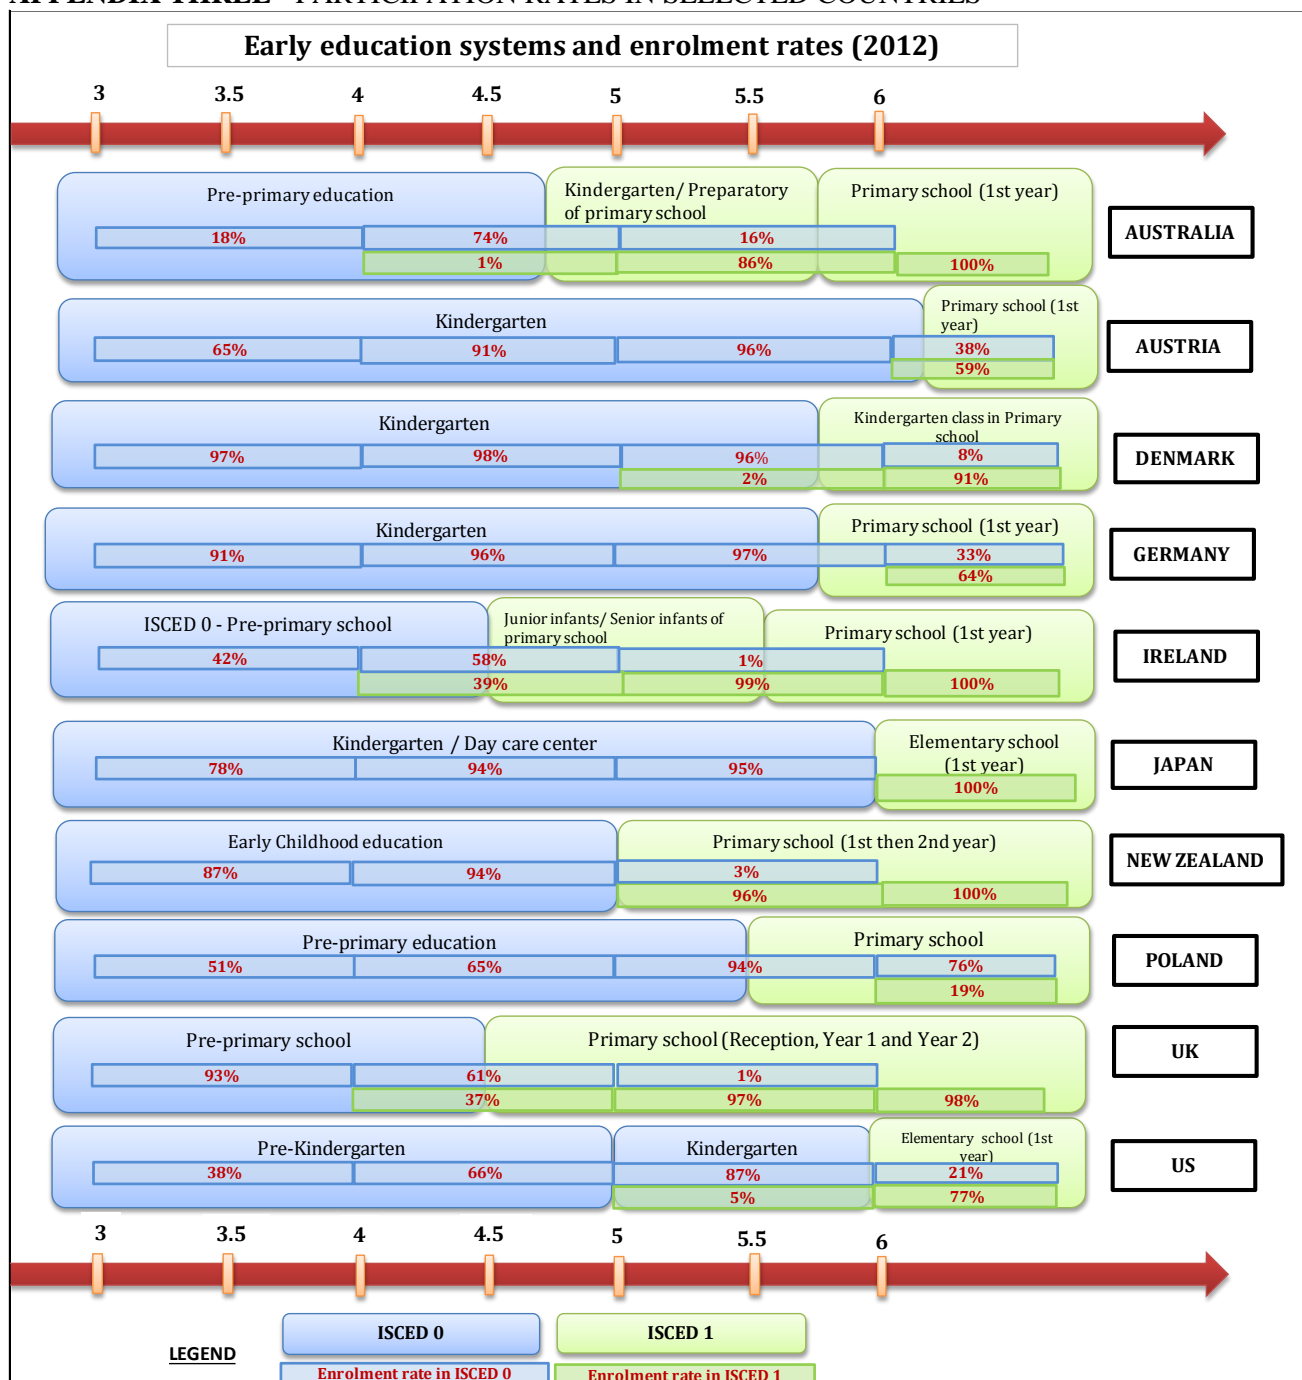 APPENDIX THREE - PARTICIPATION RATES IN SELECTED COUNTRIES
Early education systems and enrolment rates (2012)
3 3.5 4 4.5 5 5.5 6
Pre-primary education
Kindergarten/ Preparatory
of primary school
Primary school (1st year)
18% 74% 16%
1% 86% 100%
AUSTRALIA
Kindergarten
Primary school (1st
year)
65% 91% 96% 38%
59%
AUSTRIA
Kindergarten
Kindergarten class in Primary
school
97% 98% 96% 8%
2% 91%
DENMARK
Kindergarten
Primary school (1st year)
91% 96% 97% 33%
64%
GERMANY
ISCED 0 - Pre-primary school
Junior infants/ Senior infants of
primary school
Primary school (1st year)
42% 58% 1%
39% 99% 100%
IRELAND
Kindergarten / Day care center
Elementary school
(1st year)
78% 94% 95%
100%
JAPAN
Early Childhood education
Primary school (1st then 2nd year)
87% 94% 3%
96% 100%
NEW ZEALAND
Pre-primary education
Primary school
51% 65% 94% 76%
19%
POLAND
Pre-primary school
Primary school (Reception, Year 1 and Year 2)
93% 61% 1%
37% 97% 98%
UK
Pre-Kindergarten
Kindergarten
Elementary school (1st
year)
38% 66% 87% 21%
5% 77%
US
3 3.5 4 4.5 5 5.5 6
LEGEND
ISCED 0 ISCED 1
Enrolment rate in ISCED 0 Enrolment rate in ISCED 1